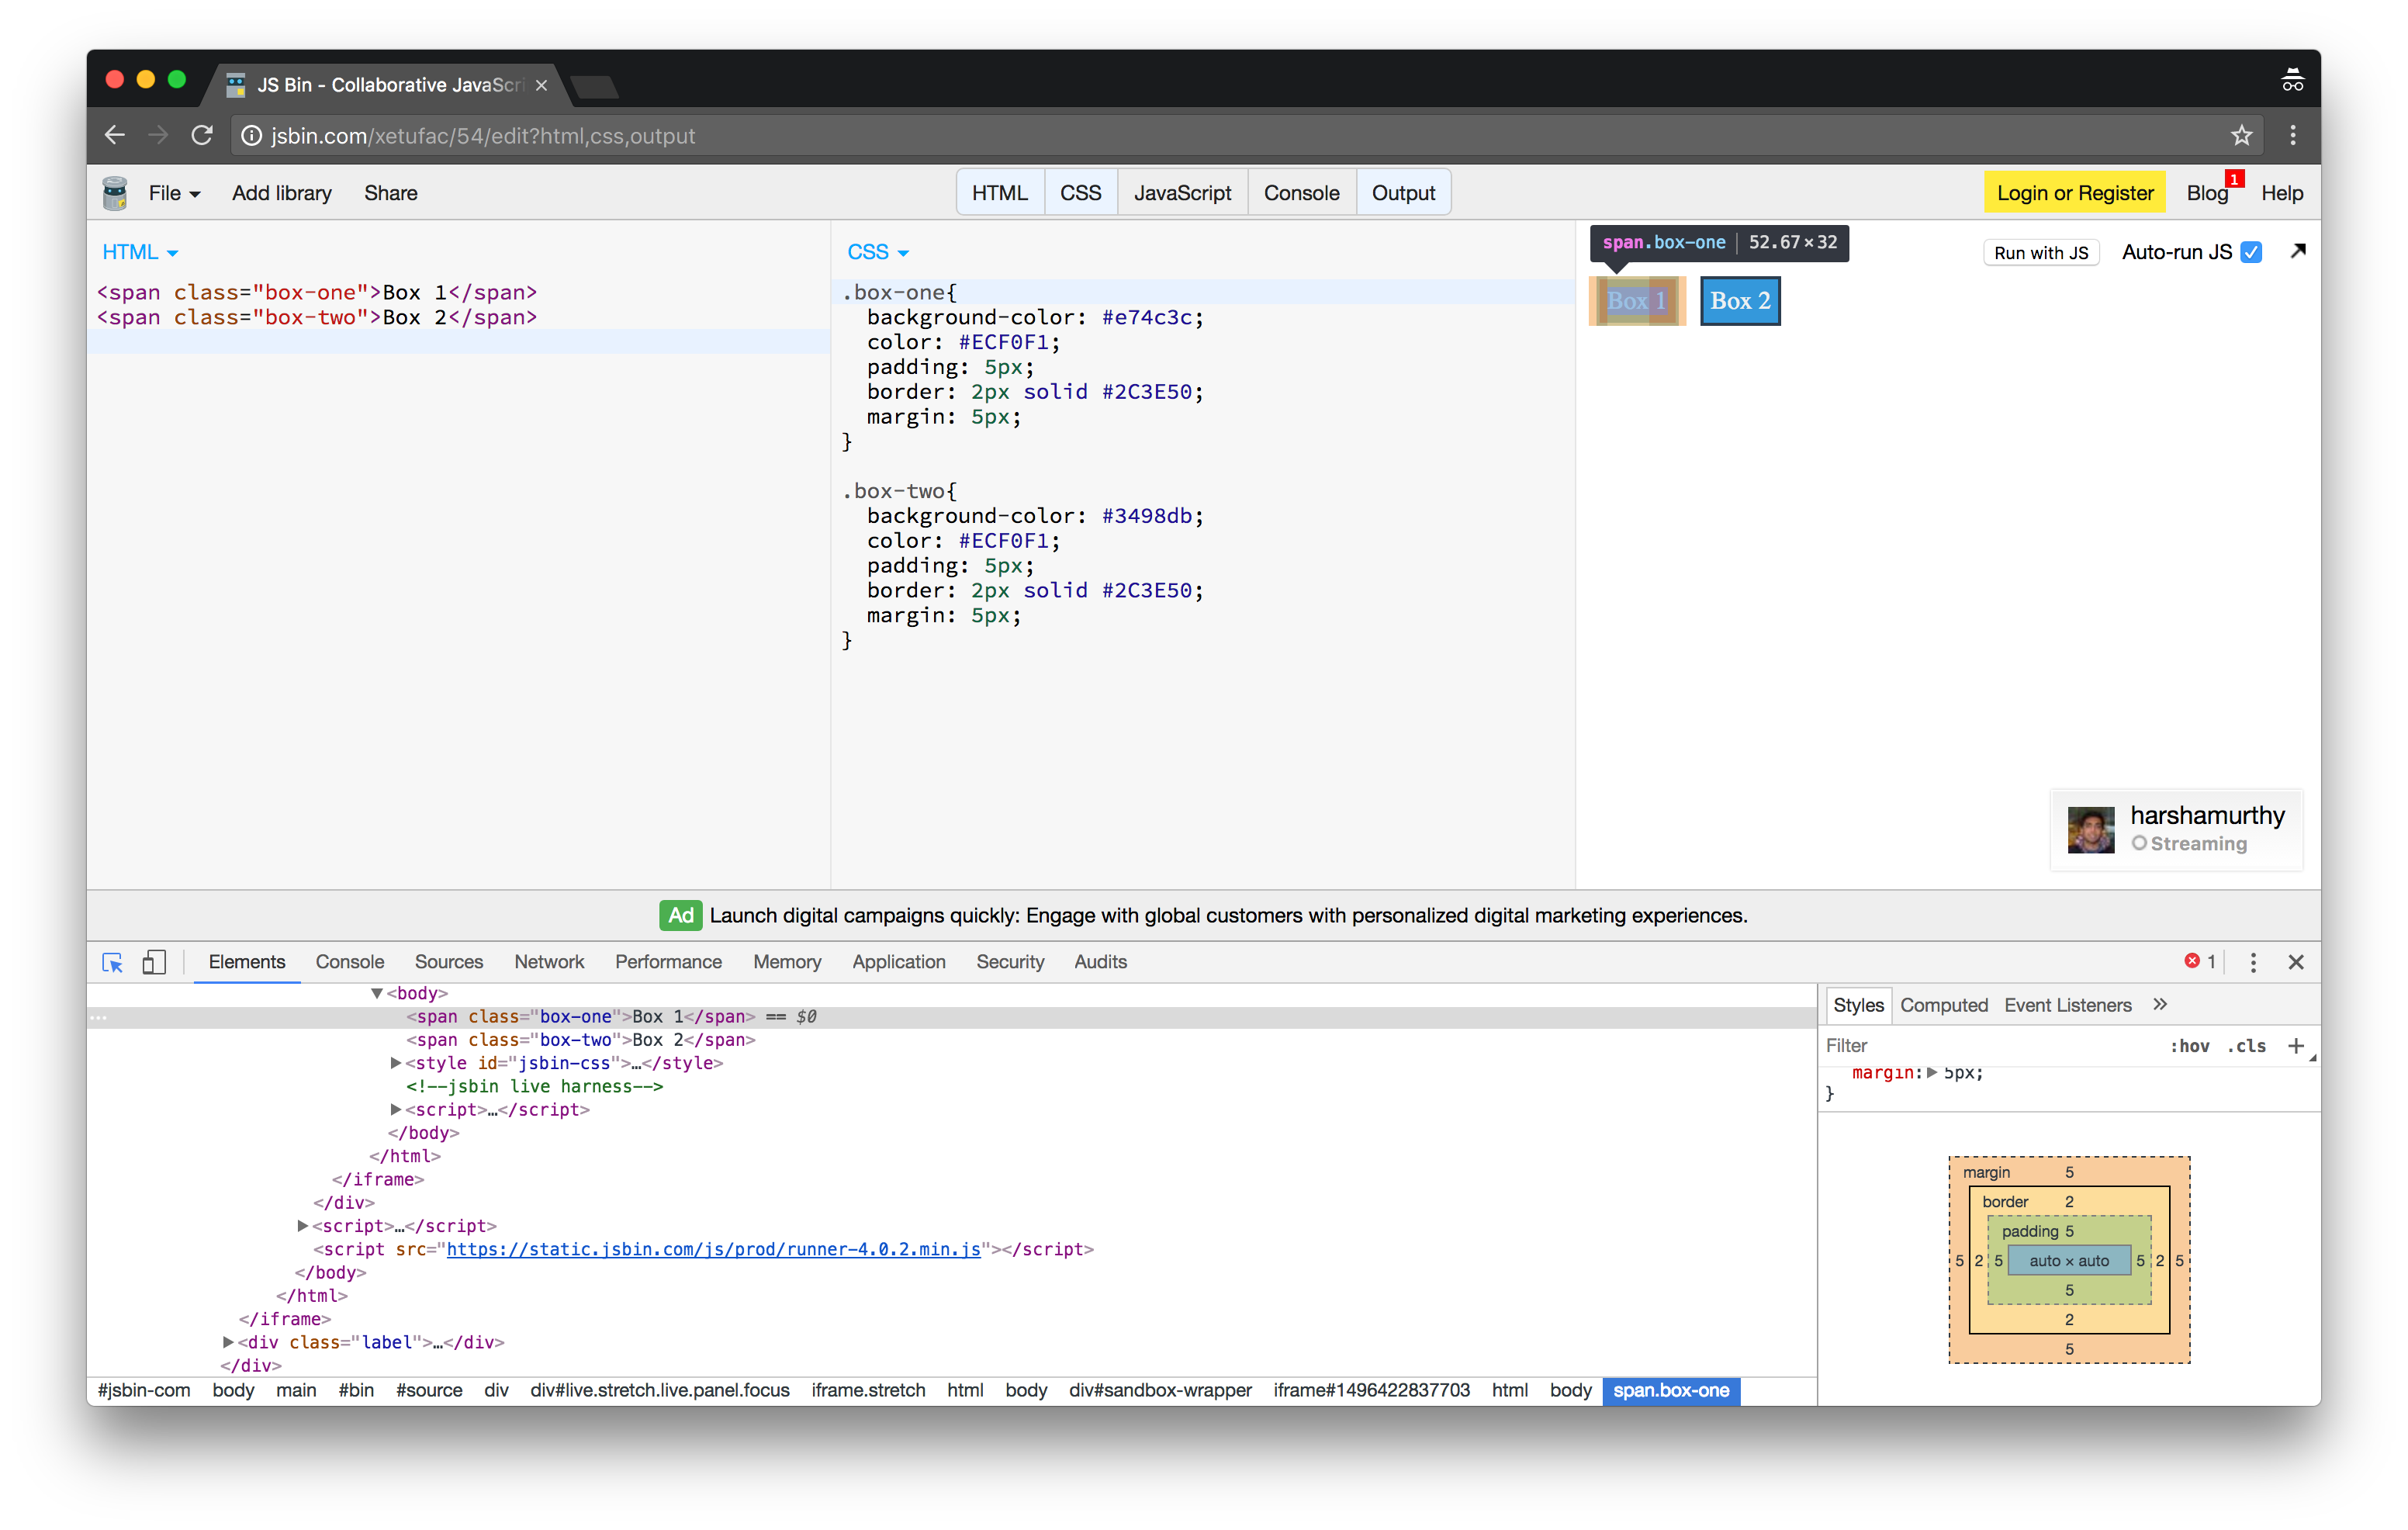 JS Bin - Collaborative JavaScri
jsbin.com/xetufac/54/edit?html,css,output
File Add library Share HTML CSS JavaScript Console Output Login or Register Blog 1 Help
HTML
<span class="box-one">Box 1</span>
<span class="box-two">Box 2</span>
CSS
.box-one{
background-color: #e74c3c;
color: #ECF0F1;
padding: 5px;
border: 2px solid #2C3E50;
margin: 5px;
}
.box-two{
background-color: #3498db;
color: #ECF0F1;
padding: 5px;
border: 2px solid #2C3E50;
margin: 5px;
}
span.box-one | 52.67×32
Run with JS Auto-run JS
Box 1 Box 2
harshamurthy
Streaming
Ad Launch digital campaigns quickly: Engage with global customers with personalized digital marketing experiences.
Elements Console Sources Network Performance Memory Application Security Audits 1
<body>
... <span class="box-one">Box 1</span> == $0
<span class="box-two">Box 2</span>
<style id="jsbin-css">…</style>
<!--jsbin live harness-->
<script>…</script>
</body>
</html>
</iframe>
</div>
<script>…</script>
<script src="https://static.jsbin.com/js/prod/runner-4.0.2.min.js"></script>
</body>
</html>
</iframe>
<div class="label">…</div>
</div>
#jsbin-com body main #bin #source div div#live.stretch.live.panel.focus iframe.stretch html body div#sandbox-wrapper iframe#1496422837703 html body span.box-one
Styles Computed Event Listeners »
Filter :hov .cls +
margin: 5px;
}
margin 5
border 2
padding 5
5 2 5 auto × auto 5 2 5
5
2
5